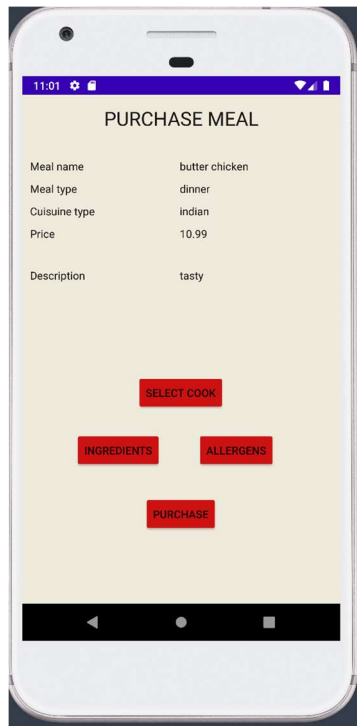 11:01
PURCHASE MEAL
Meal name butter chicken
Meal type dinner
Cuisuine type indian
Price 10.99
Description tasty
SELECT COOK
INGREDIENTS ALLERGENS
PURCHASE